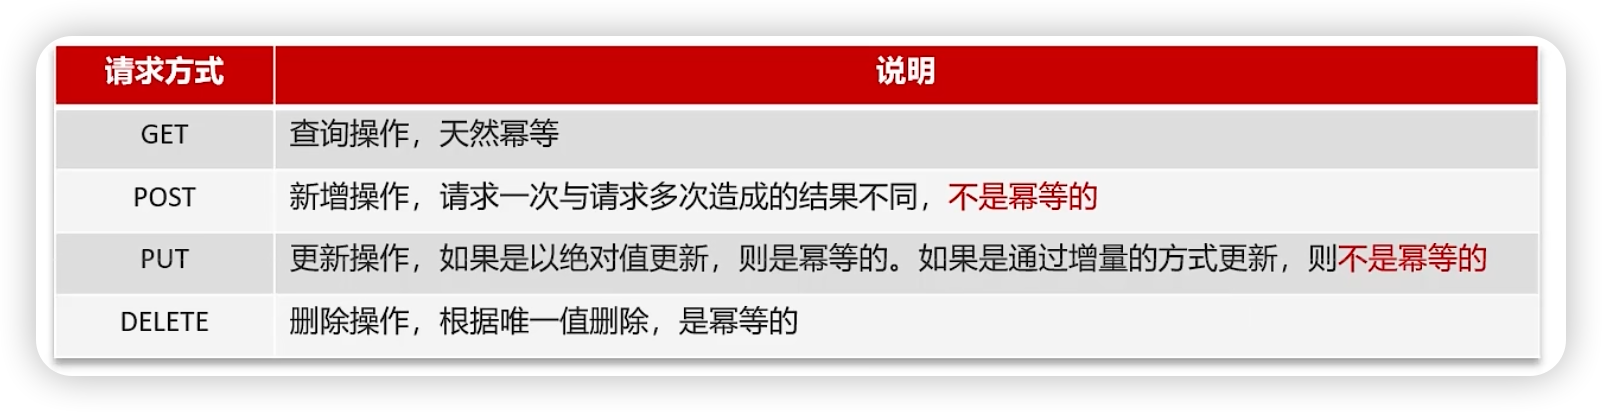 请求方式 说明
GET 查询操作，天然幂等
POST 新增操作，请求一次与请求多次造成的结果不同，不是幂等的
PUT 更新操作，如果是以绝对值更新，则是幂等的。如果是通过增量的方式更新，则不是幂等的
DELETE 删除操作，根据唯一值删除，是幂等的